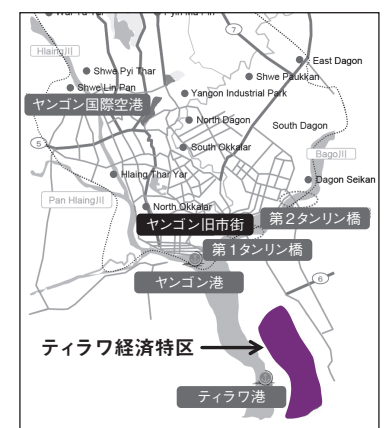 Hlaing川
7
East Dagon
Shwe Pyi Thar
Shwe Paukkan
Shwe Lin Pan
Yangon Industrial Park
ヤンゴン国際空港
North Dagon
South Dagon
5
South Okkalar
Bago川
Hlaing Thar Yar
Dagon Seikan
Pan Hlaing川
North Okkalar
ヤンゴン旧市街
第2タンリン橋
第1タンリン橋
ヤンゴン港
6
ティラワ経済特区
ティラワ港